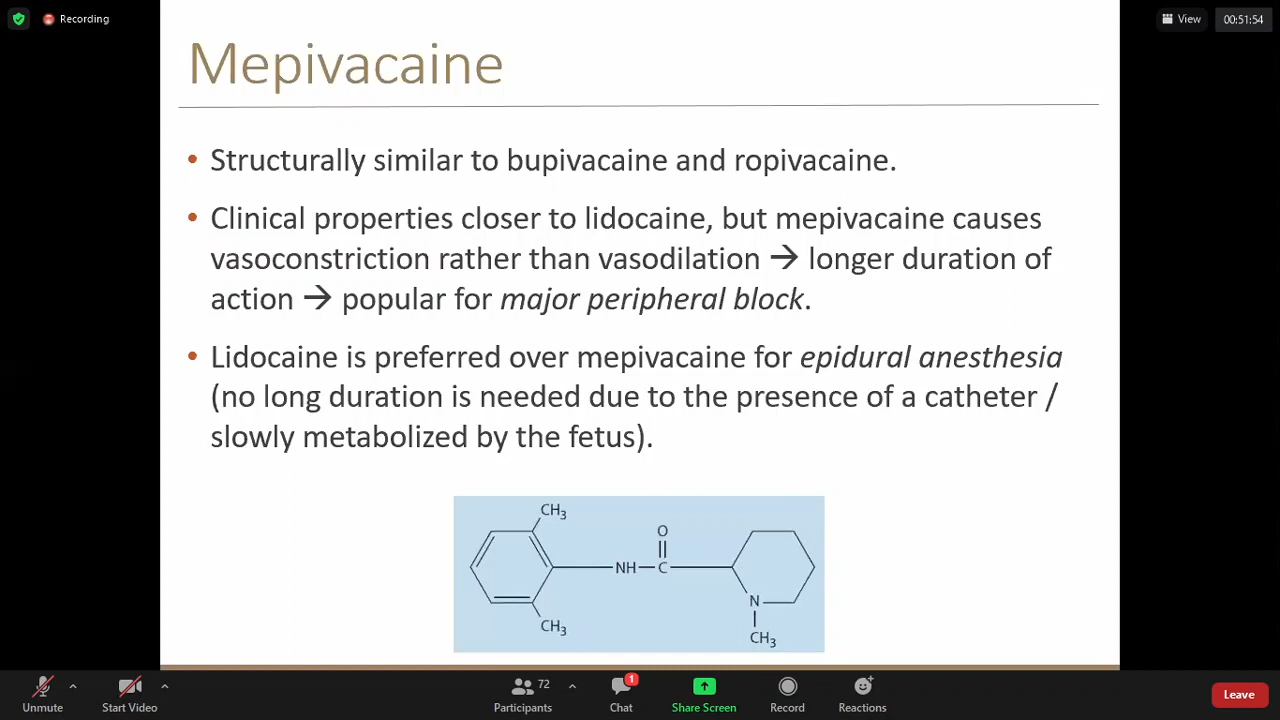 Recording
View
00:51:54
Mepivacaine
• Structurally similar to bupivacaine and ropivacaine.
• Clinical properties closer to lidocaine, but mepivacaine causes
vasoconstriction rather than vasodilation → longer duration of
action → popular for major peripheral block.
• Lidocaine is preferred over mepivacaine for epidural anesthesia
(no long duration is needed due to the presence of a catheter /
slowly metabolized by the fetus).
CH₃
O
NH
C
N
CH₃
CH₃
72
1
Unmute
Start Video
Participants
Chat
Share Screen
Record
Reactions
Leave